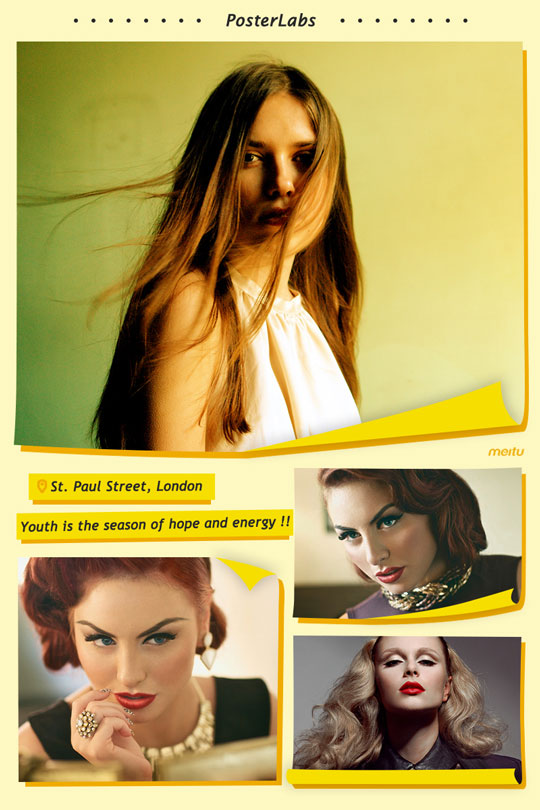 PosterLabs
meitu
St. Paul Street, London
Youth is the season of hope and energy !!